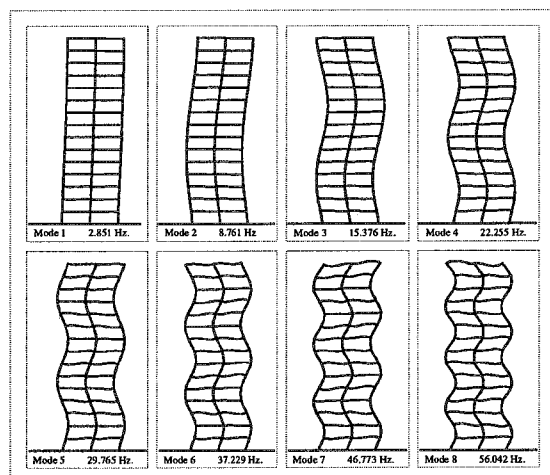 Mode 1 2.851 Hz.
Mode 2 8.761 Hz.
Mode 3 15.376 Hz.
Mode 4 22.255 Hz.
Mode 5 29.765 Hz.
Mode 6 37.229 Hz.
Mode 7 46.773 Hz.
Mode 8 56.042 Hz.